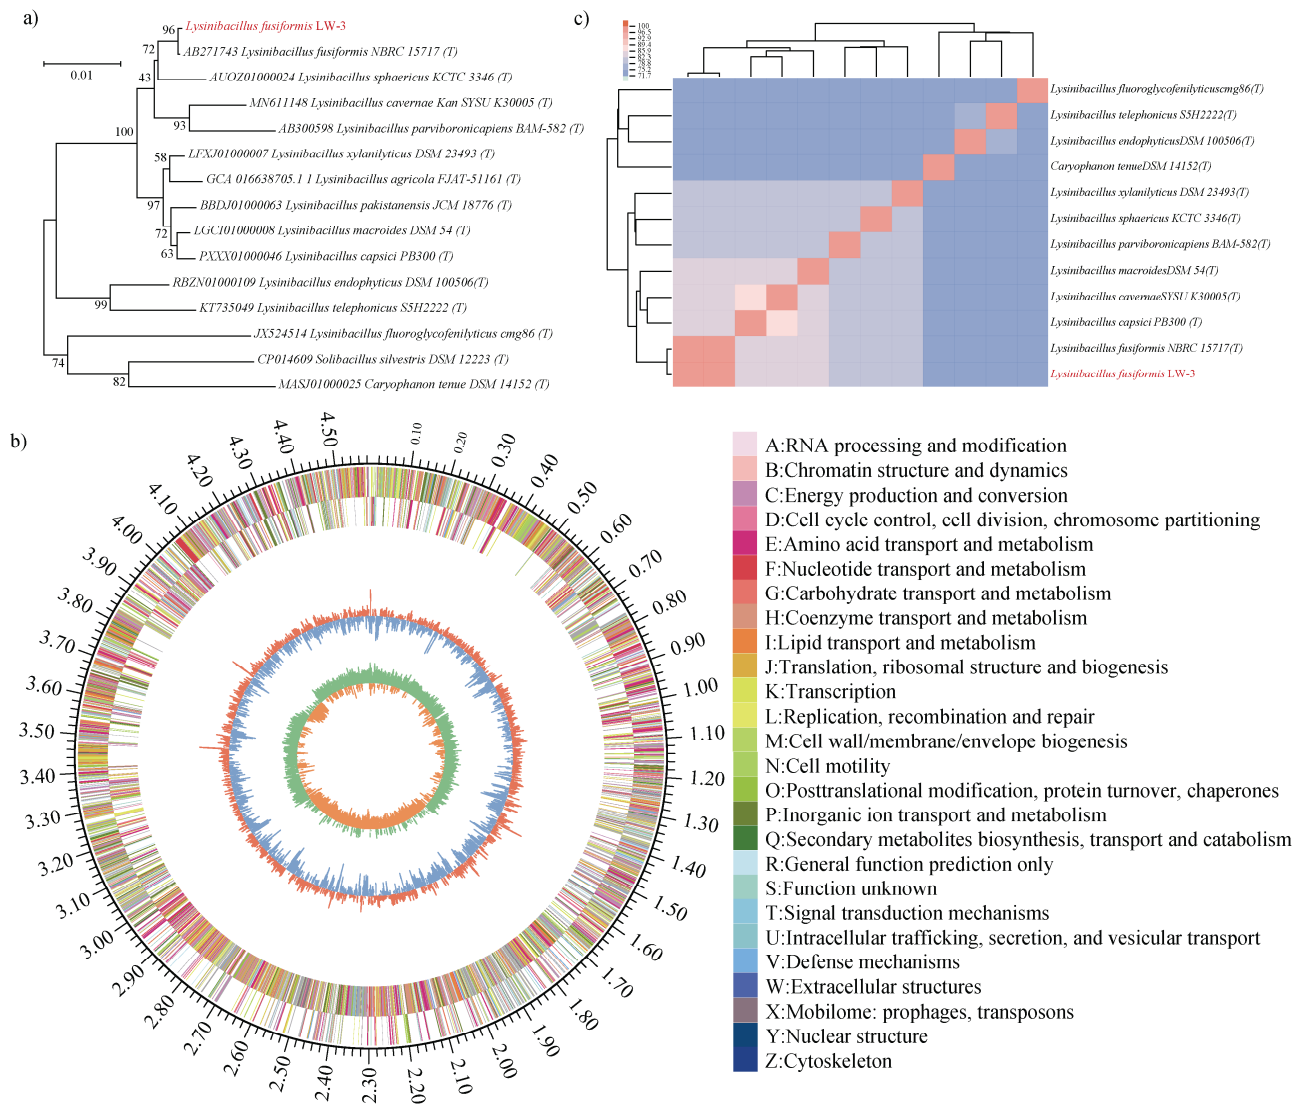 a)
Lysinibacillus fusiformis LW-3
AB271743 Lysinibacillus fusiformis NBRC 15717 (T)
AUOZ01000024 Lysinibacillus sphaericus KCTC 3346 (T)
MN611148 Lysinibacillus cavernae Kan SYSU K30005 (T)
AB300598 Lysinibacillus parviboronicapiens BAM-582 (T)
LFXJ01000007 Lysinibacillus xylanilyticus DSM 23493 (T)
GCA 016638705.1 1 Lysinibacillus agricola FJAT-51161 (T)
BBDJ01000063 Lysinibacillus pakistanensis JCM 18776 (T)
LGCI01000008 Lysinibacillus macroides DSM 54 (T)
PXXX01000046 Lysinibacillus capsici PB300 (T)
RBZN01000109 Lysinibacillus endophyticus DSM 100506(T)
KT735049 Lysinibacillus telephonicus S5H2222 (T)
JX524514 Lysinibacillus fluoroglycofenilyticus cmg86 (T)
CP014609 Solibacillus silvestris DSM 12223 (T)
MASJ01000025 Caryophanon tenue DSM 14152 (T)
0.01
96
72
43
93
100
58
97
72
63
99
74
82
c)
100
96.5
92.5
89.4
85.9
71.7
Lysinibacillus fluoroglycofenilyticuscmg86(T)
Lysinibacillus telephonicus S5H2222(T)
Lysinibacillus endophyticusDSM 100506(T)
Caryophanon tenueDSM 14152(T)
Lysinibacillus xylanilyticus DSM 23493(T)
Lysinibacillus sphaericus KCTC 3346(T)
Lysinibacillus parviboronicapiens BAM-582(T)
Lysinibacillus macroidesDSM 54(T)
Lysinibacillus cavernaeSYSU K30005(T)
Lysinibacillus capsici PB300 (T)
Lysinibacillus fusiformis NBRC 15717(T)
Lysinibacillus fusiformis LW-3
b)
0.10
0.20
0.30
0.40
0.50
0.60
0.70
0.80
0.90
1.00
1.10
1.20
1.30
1.40
1.50
1.60
1.70
1.80
1.90
2.00
2.10
2.20
2.30
2.40
2.50
2.60
2.70
2.80
2.90
3.00
3.10
3.20
3.30
3.40
3.50
3.60
3.70
3.80
3.90
4.00
4.10
4.20
4.30
4.40
4.50
A:RNA processing and modification
B:Chromatin structure and dynamics
C:Energy production and conversion
D:Cell cycle control, cell division, chromosome partitioning
E:Amino acid transport and metabolism
F:Nucleotide transport and metabolism
G:Carbohydrate transport and metabolism
H:Coenzyme transport and metabolism
I:Lipid transport and metabolism
J:Translation, ribosomal structure and biogenesis
K:Transcription
L:Replication, recombination and repair
M:Cell wall/membrane/envelope biogenesis
N:Cell motility
O:Posttranslational modification, protein turnover, chaperones
P:Inorganic ion transport and metabolism
Q:Secondary metabolites biosynthesis, transport and catabolism
R:General function prediction only
S:Function unknown
T:Signal transduction mechanisms
U:Intracellular trafficking, secretion, and vesicular transport
V:Defense mechanisms
W:Extracellular structures
X:Mobilome: prophages, transposons
Y:Nuclear structure
Z:Cytoskeleton